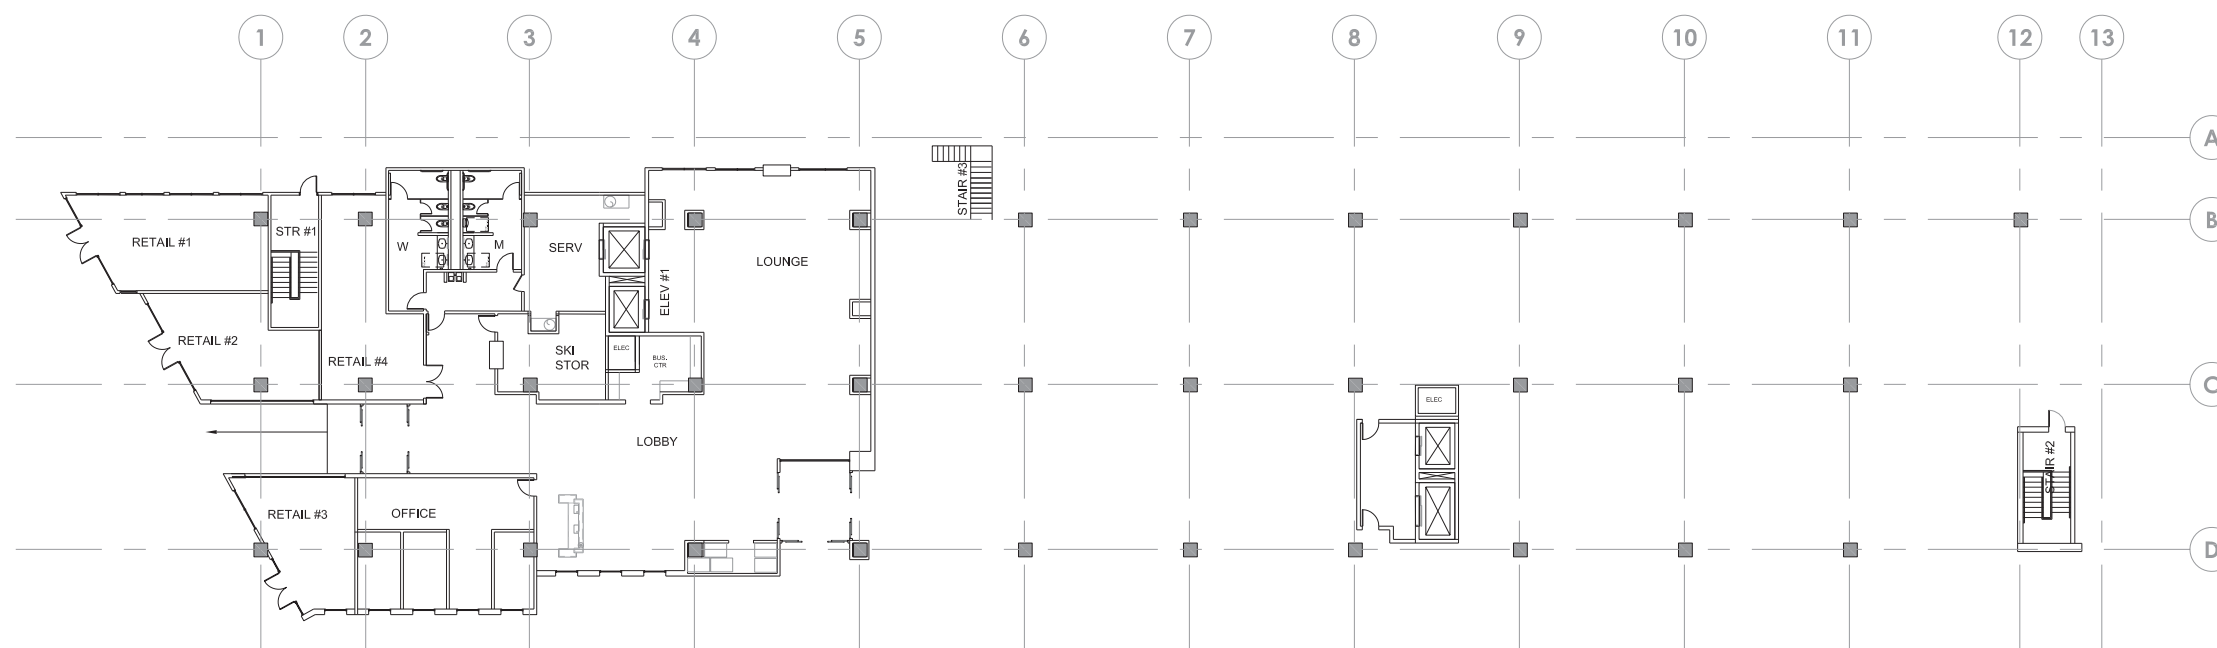 1 2 3 4 5 6 7 8 9 10 11 12 13
A
STAIR #3
B
STR #1
RETAIL #1
W
M
SERV
LOUNGE
ELEV #1
RETAIL #2
ELEC
SKI
STOR
BUS.
CTR
RETAIL #4
C
ELEC
LOBBY
STAIR #2
RETAIL #3
OFFICE
D